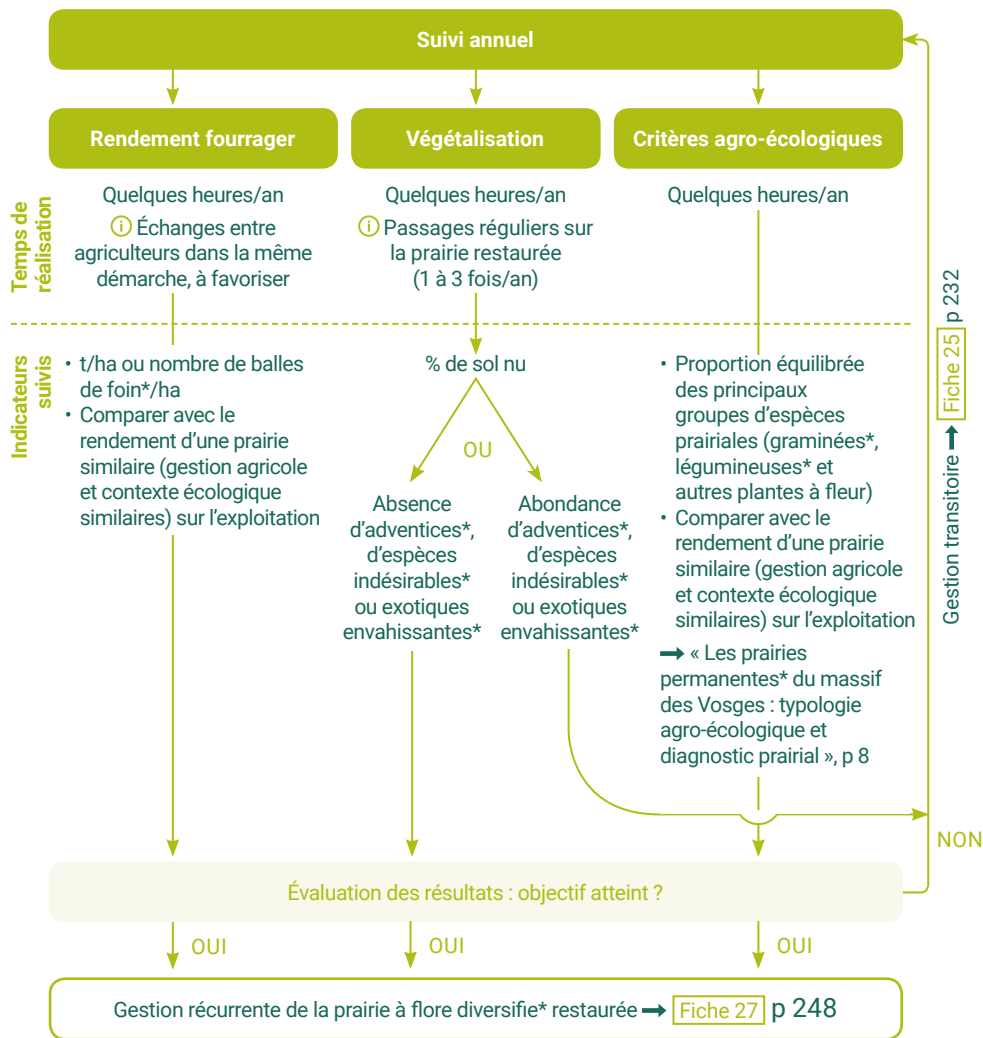 Suivi annuel
Rendement fourrager
Végétalisation
Critères agro-écologiques
Temps de
réalisation
Quelques heures/an
ⓘ Échanges entre
agriculteurs dans la même
démarche, à favoriser
Quelques heures/an
ⓘ Passages réguliers sur
la prairie restaurée
(1 à 3 fois/an)
Quelques heures/an
Indicateurs
suivis
• t/ha ou nombre de balles
de foin*/ha
• Comparer avec le
rendement d'une prairie
similaire (gestion agricole
et contexte écologique
similaires) sur l'exploitation
% de sol nu
OU
Absence
d'adventices*,
d'espèces
indésirables*
ou exotiques
envahissantes*
Abondance
d'adventices*,
d'espèces
indésirables*
ou exotiques
envahissantes*
• Proportion équilibrée
des principaux
groupes d'espèces
prairiales (graminées*,
légumineuses* et
autres plantes à fleur)
• Comparer avec le
rendement d'une prairie
similaire (gestion agricole
et contexte écologique
similaires) sur l'exploitation
➞ « Les prairies
permanentes* du massif
des Vosges : typologie
agro-écologique et
diagnostic prairial », p 8
Gestion transitoire ➞ Fiche 25 p 232
NON
Évaluation des résultats : objectif atteint ?
OUI
OUI
OUI
Gestion récurrente de la prairie à flore diversifie* restaurée ➞ Fiche 27 p 248